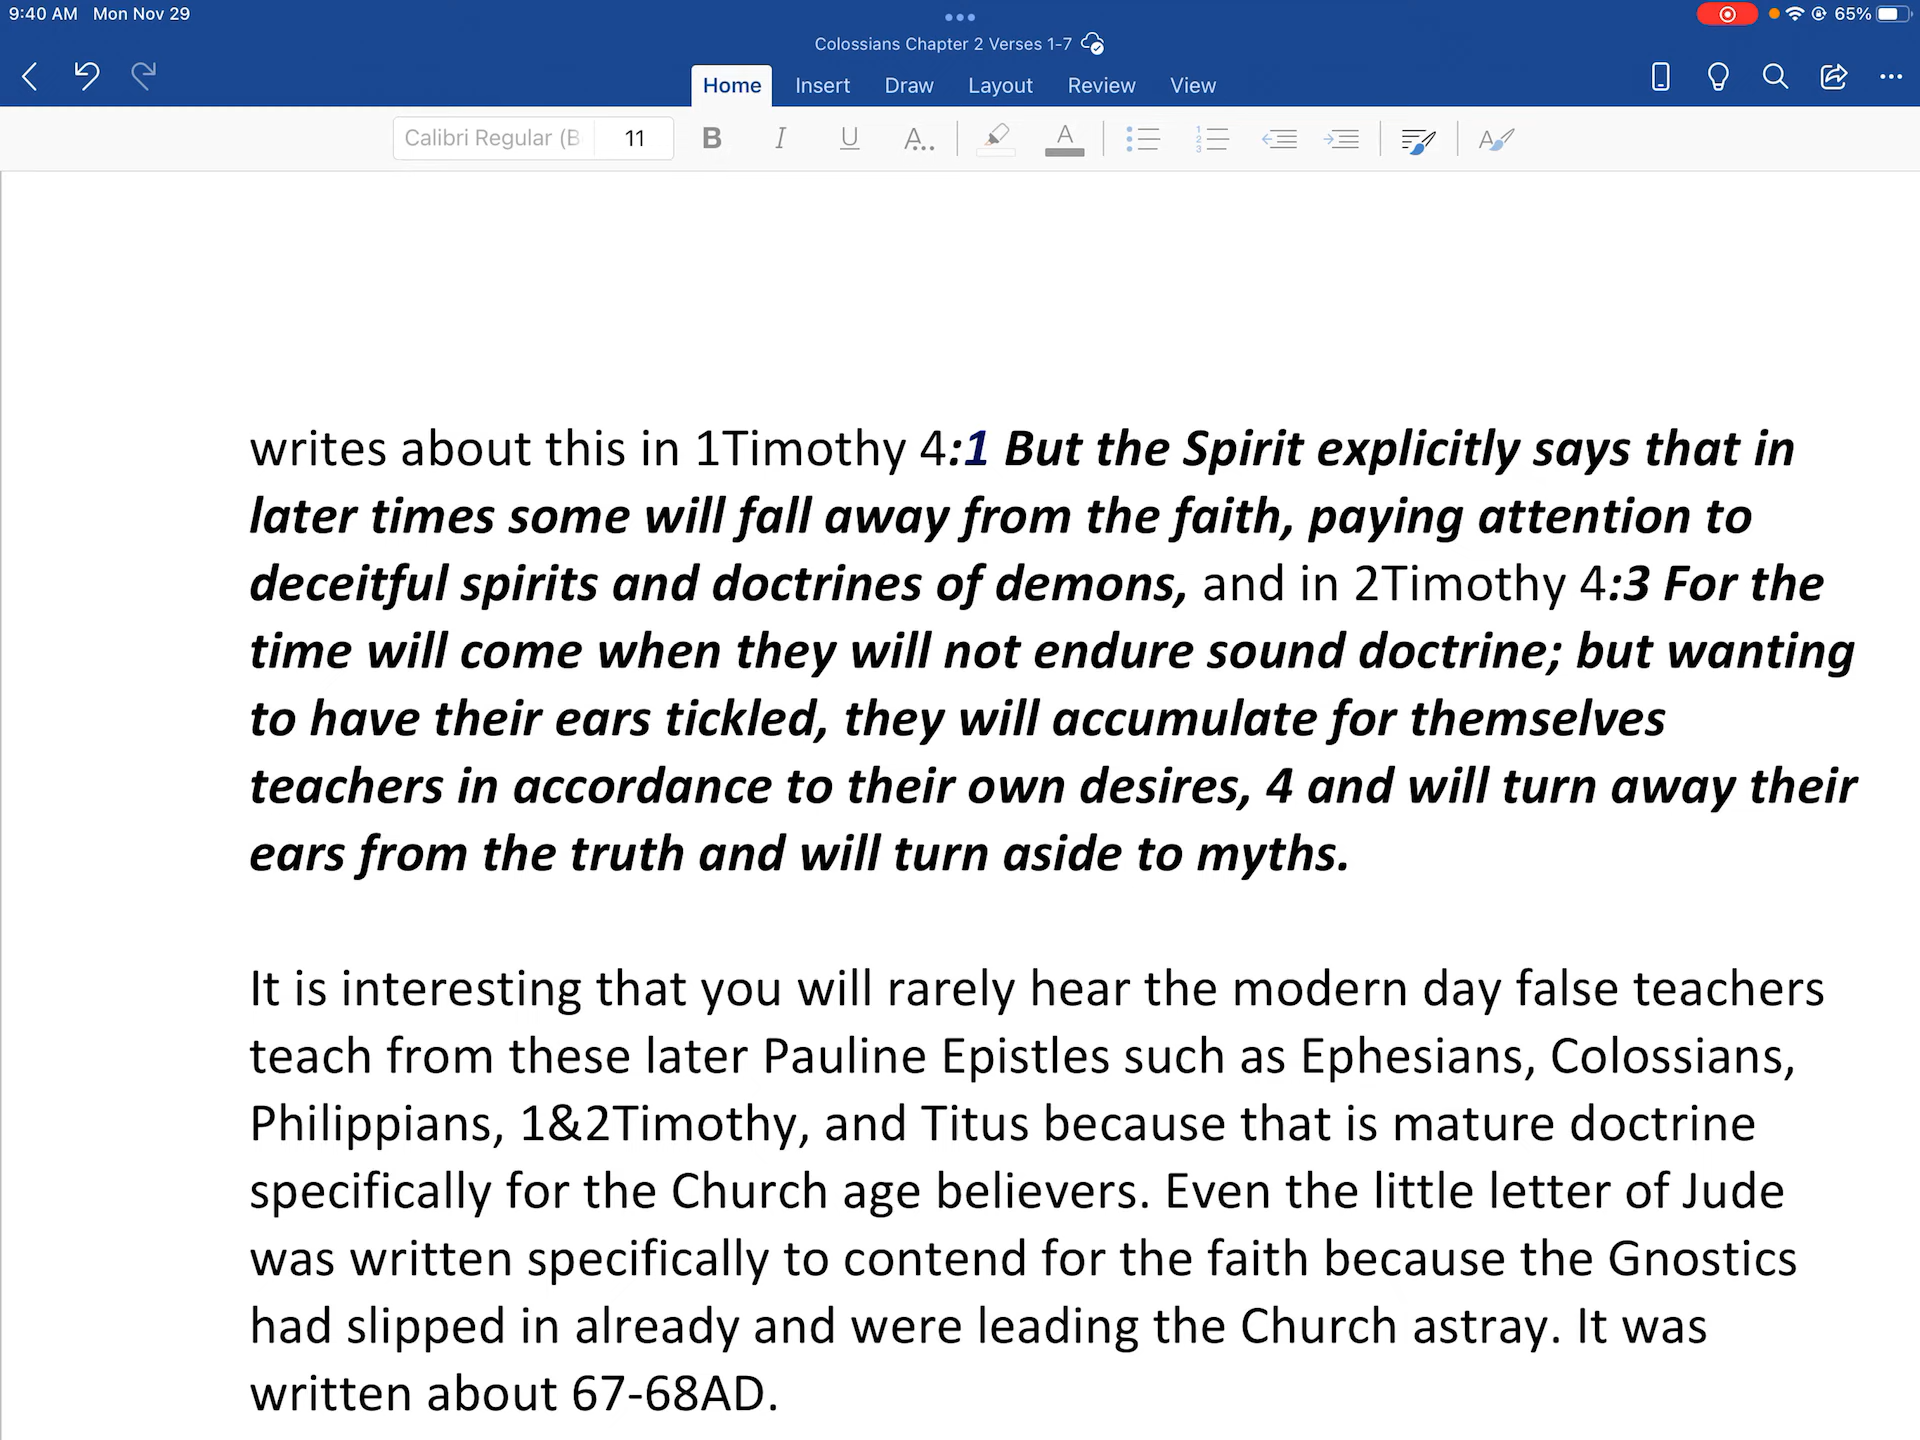 9:40 AM Mon Nov 29
65%
Colossians Chapter 2 Verses 1-7
Home Insert Draw Layout Review View
Calibri Regular (B 11 B I U A.. A A
writes about this in 1Timothy 4:1 But the Spirit explicitly says that in
later times some will fall away from the faith, paying attention to
deceitful spirits and doctrines of demons, and in 2Timothy 4:3 For the
time will come when they will not endure sound doctrine; but wanting
to have their ears tickled, they will accumulate for themselves
teachers in accordance to their own desires, 4 and will turn away their
ears from the truth and will turn aside to myths.
It is interesting that you will rarely hear the modern day false teachers
teach from these later Pauline Epistles such as Ephesians, Colossians,
Philippians, 1&2Timothy, and Titus because that is mature doctrine
specifically for the Church age believers. Even the little letter of Jude
was written specifically to contend for the faith because the Gnostics
had slipped in already and were leading the Church astray. It was
written about 67-68AD.